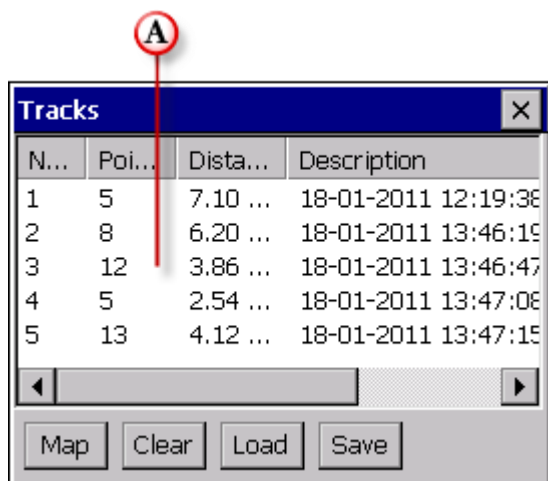 A
Tracks
N... Poi... Dista... Description
1 5 7.10 ... 18-01-2011 12:19:38
2 8 6.20 ... 18-01-2011 13:46:19
3 12 3.86 ... 18-01-2011 13:46:47
4 5 2.54 ... 18-01-2011 13:47:08
5 13 4.12 ... 18-01-2011 13:47:15
Map Clear Load Save